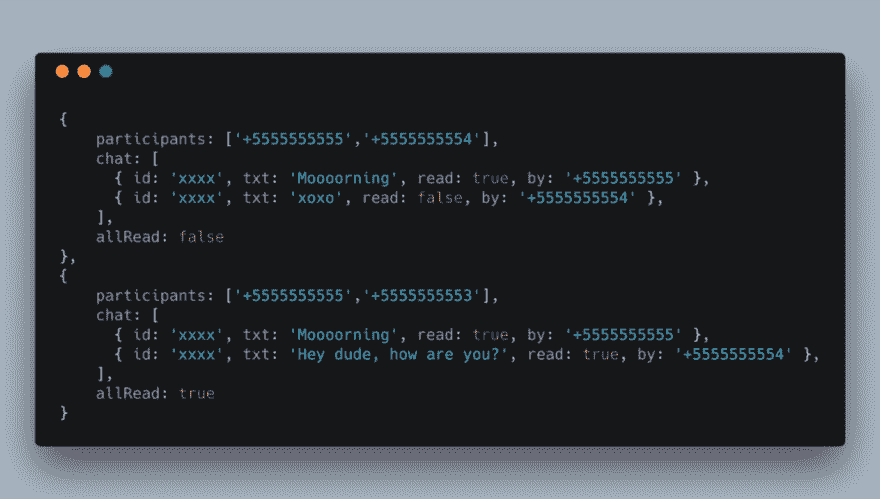 {
participants: ['+5555555555','+5555555554'],
chat: [
{ id: 'xxxx', txt: 'Moooorning', read: true, by: '+5555555555' },
{ id: 'xxxx', txt: 'xoxo', read: false, by: '+5555555554' },
],
allRead: false
},
{
participants: ['+5555555555','+5555555553'],
chat: [
{ id: 'xxxx', txt: 'Moooorning', read: true, by: '+5555555555' },
{ id: 'xxxx', txt: 'Hey dude, how are you?', read: true, by: '+5555555554' },
],
allRead: true
}